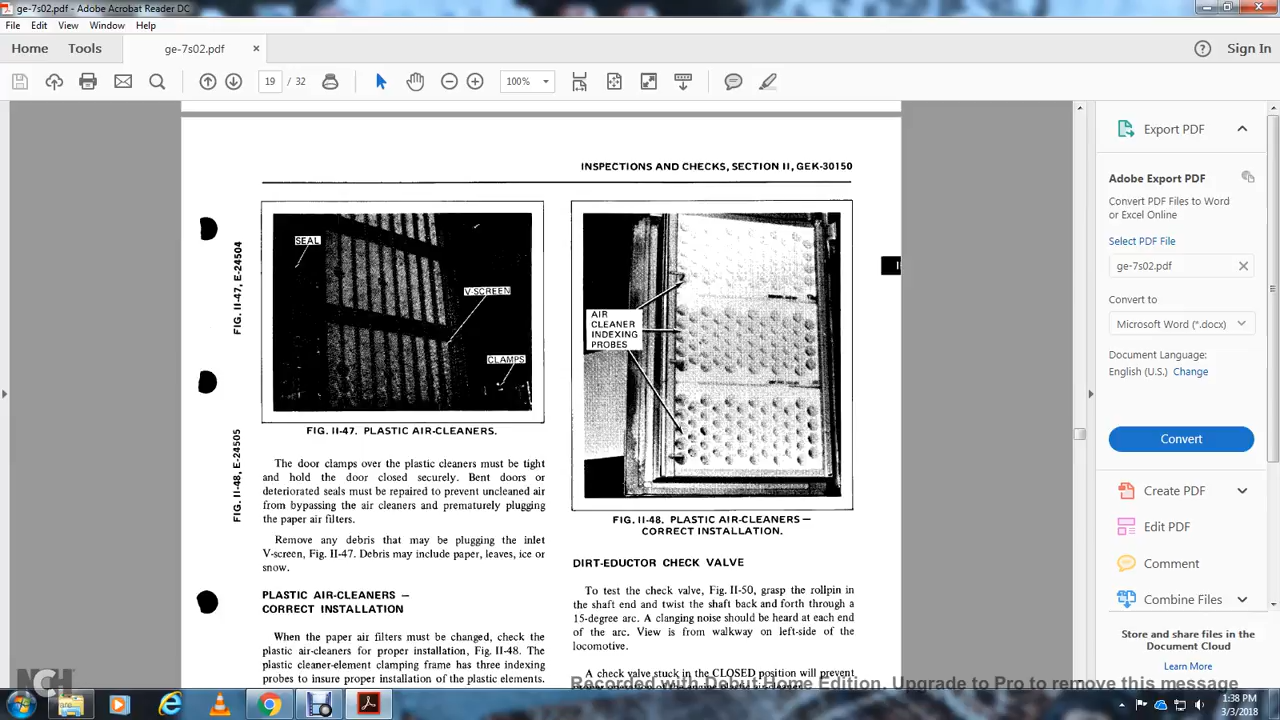 ge-7s02.pdf - Adobe Acrobat Reader DC
File Edit View Window Help
Home Tools ge-7s02.pdf × Sign In
19 / 32 100%
INSPECTIONS AND CHECKS, SECTION II, GEK-30150
FIG. II-47, E-24504
SEAL
V-SCREEN
CLAMPS
FIG. II-47. PLASTIC AIR-CLEANERS.
FIG. II-48, E-24505
The door clamps over the plastic cleaners must be tight
and hold the door closed securely. Bent doors or
deteriorated seals must be repaired to prevent uncleaned air
from bypassing the air cleaners and prematurely plugging
the paper air filters.
Remove any debris that may be plugging the inlet
V-screen, Fig. II-47. Debris may include paper, leaves, ice or
snow.
PLASTIC AIR-CLEANERS –
CORRECT INSTALLATION
When the paper air filters must be changed, check the
plastic air-cleaners for proper installation, Fig. II-48. The
plastic cleaner-element clamping frame has three indexing
probes to insure proper installation of the plastic elements.
AIR
CLEANER
INDEXING
PROBES
FIG. II-48. PLASTIC AIR-CLEANERS –
CORRECT INSTALLATION.
DIRT-EDUCTOR CHECK VALVE
To test the check valve, Fig. II-50, grasp the rollpin in
the shaft end and twist the shaft back and forth through a
15-degree arc. A clanging noise should be heard at each end
of the arc. View is from walkway on left-side of the
locomotive.
A check valve stuck in the CLOSED position will prevent
Export PDF
Adobe Export PDF
Convert PDF Files to Word
or Excel Online
Select PDF File
ge-7s02.pdf
Convert to
Microsoft Word (*.docx)
Document Language:
English (U.S.) Change
Convert
Create PDF
Edit PDF
Comment
Combine Files
Store and share files in the
Document Cloud
Learn More
NCH
Recorded with Debut Home Edition. Upgrade to Pro to remove this message
1:38 PM
3/3/2018